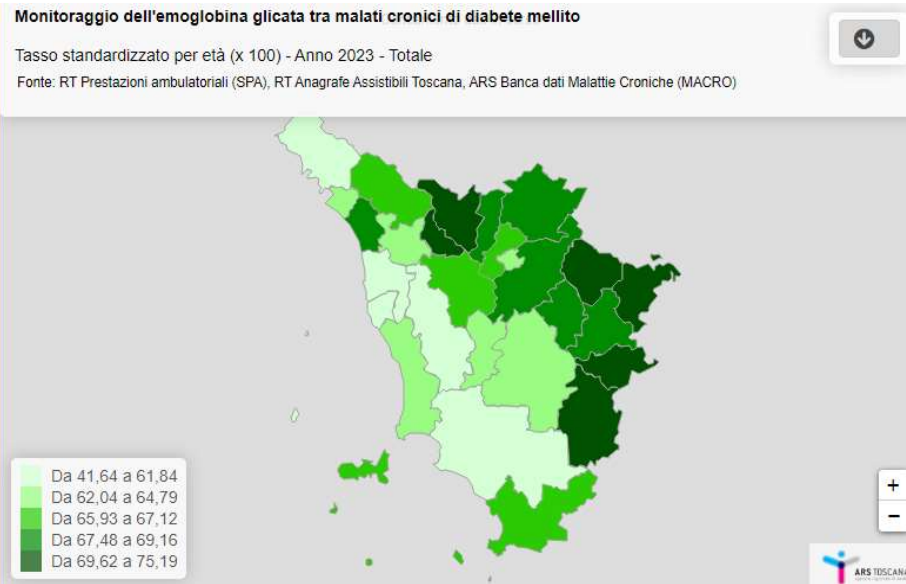 Monitoraggio dell'emoglobina glicata tra malati cronici di diabete mellito
Tasso standardizzato per età (x 100) - Anno 2023 - Totale
Fonte: RT Prestazioni ambulatoriali (SPA), RT Anagrafe Assistibili Toscana, ARS Banca dati Malattie Croniche (MACRO)
Da 41,64 a 61,84
Da 62,04 a 64,79
Da 65,93 a 67,12
Da 67,48 a 69,16
Da 69,62 a 75,19
+
−
ARS TOSCANA